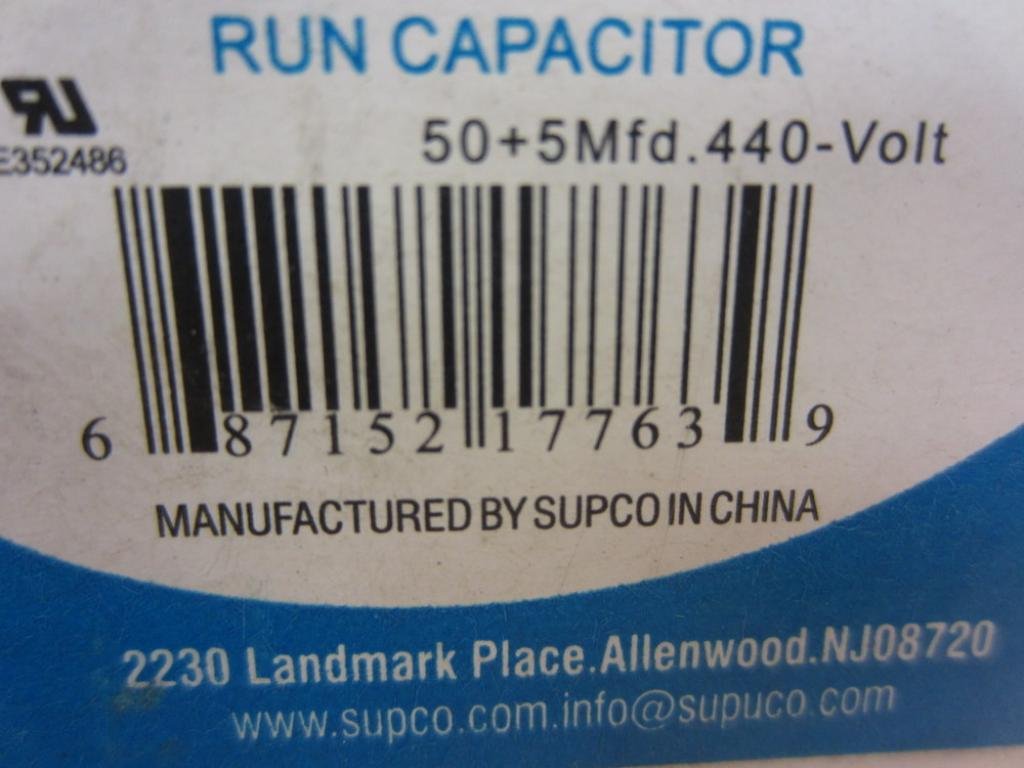 RUN CAPACITOR
RU
E352486
50+5Mfd.440-Volt
6 87152 17763 9
MANUFACTURED BY SUPCO IN CHINA
2230 Landmark Place.Allenwood.NJ08720
www.supco.com.info@supuco.com